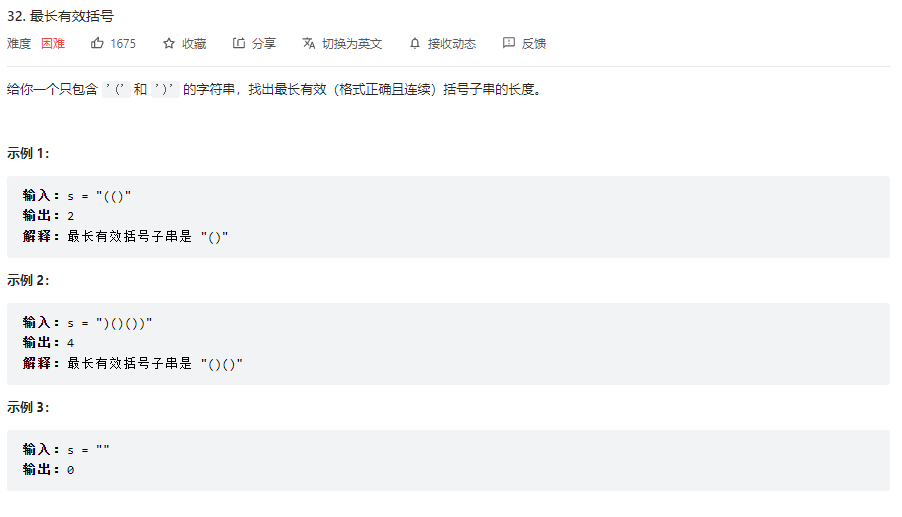 32. 最长有效括号
难度 困难 1675 收藏 分享 切换为英文 接收动态 反馈
给你一个只包含 '(' 和 ')' 的字符串，找出最长有效（格式正确且连续）括号子串的长度。
示例 1：
输入：s = "(()"
输出：2
解释：最长有效括号子串是 "()"
示例 2：
输入：s = ")()())"
输出：4
解释：最长有效括号子串是 "()()"
示例 3：
输入：s = ""
输出：0